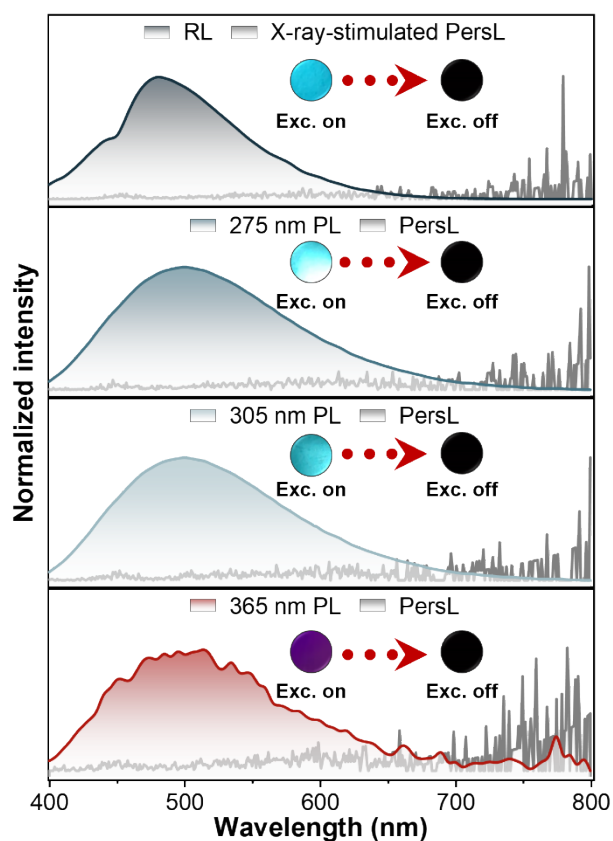 RL X-ray-stimulated PersL
Exc. on Exc. off
275 nm PL PersL
Exc. on Exc. off
305 nm PL PersL
Exc. on Exc. off
365 nm PL PersL
Exc. on Exc. off
Normalized intensity
400 500 600 700 800
Wavelength (nm)